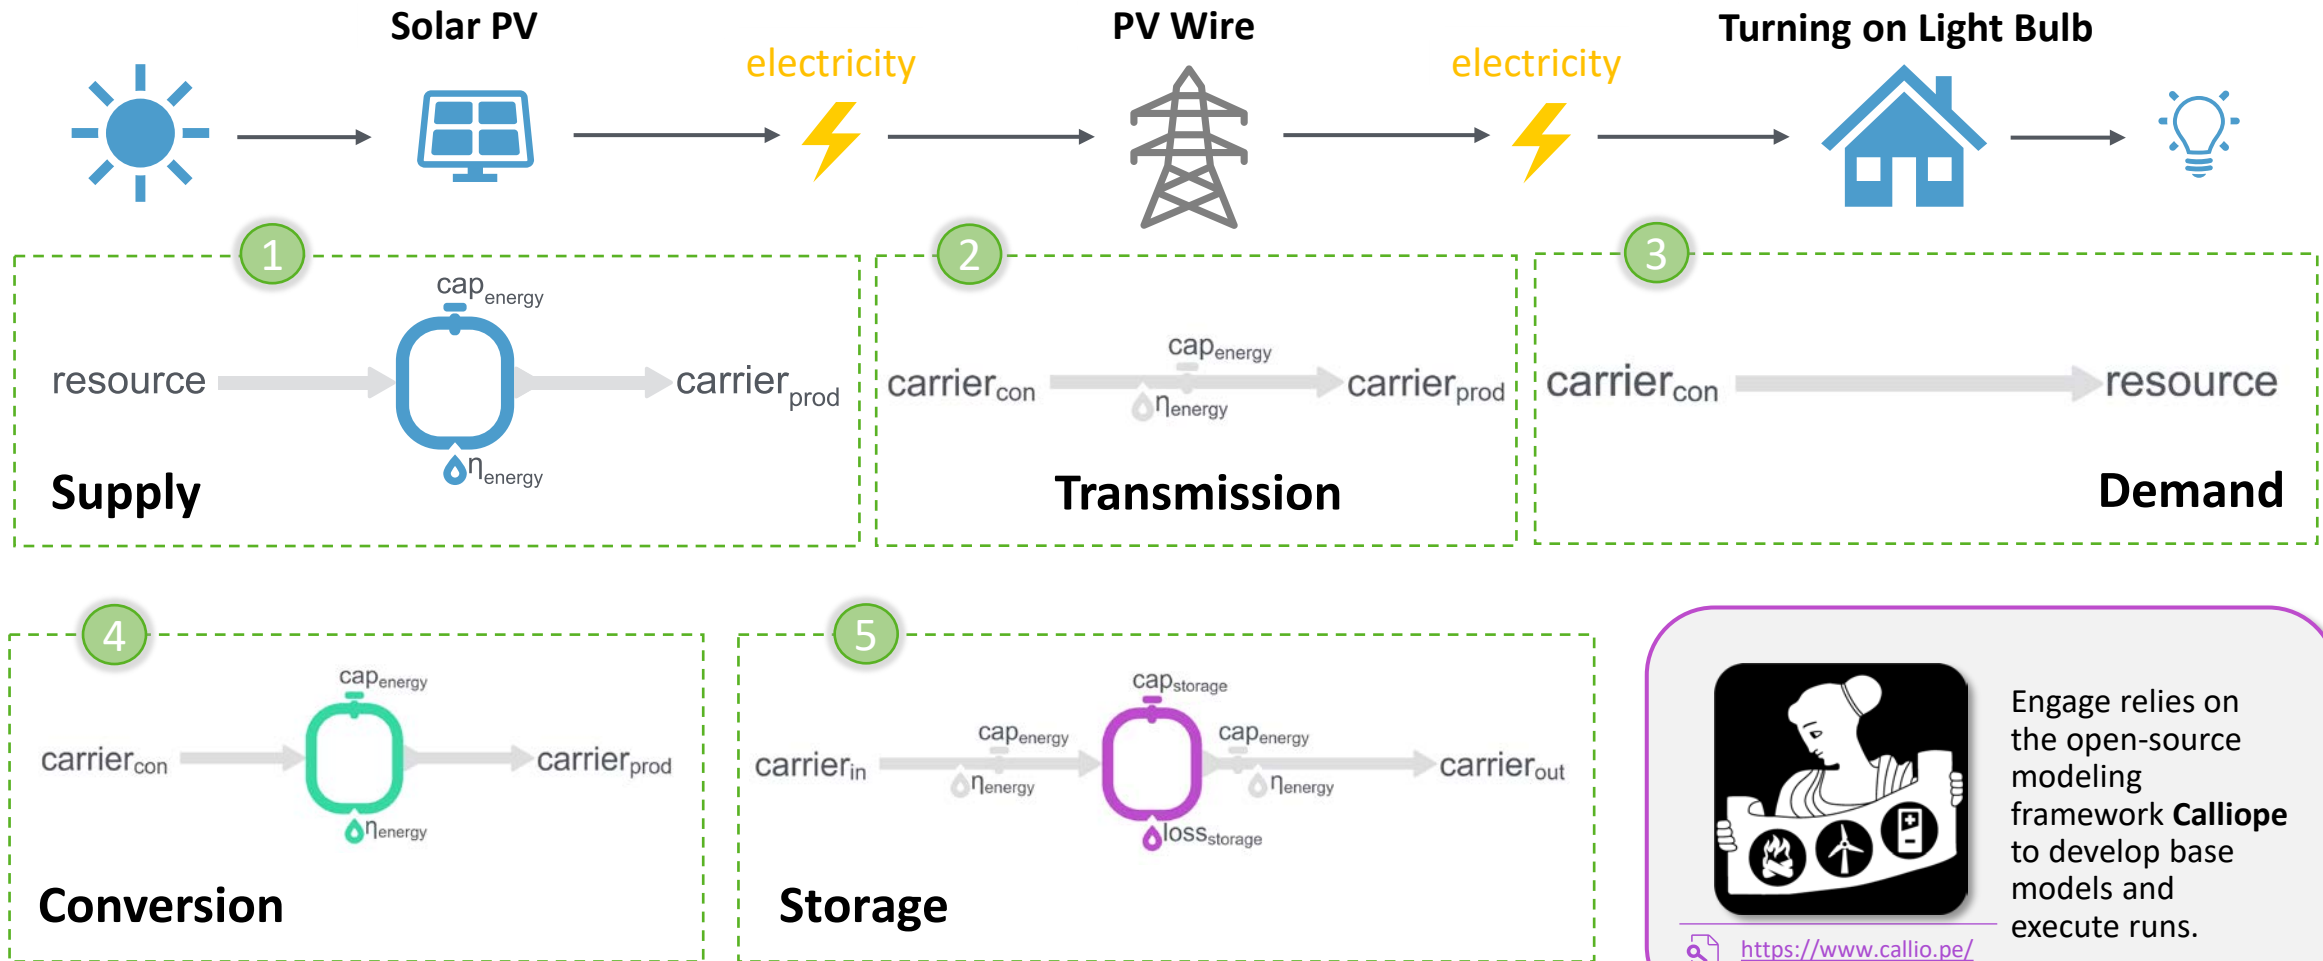 Solar PV
PV Wire
Turning on Light Bulb
electricity
electricity
1
cap energy
resource
carrier prod
η energy
Supply
2
cap energy
carrier con
carrier prod
η energy
Transmission
3
carrier con
resource
Demand
4
cap energy
carrier con
carrier prod
η energy
Conversion
5
cap storage
cap energy
cap energy
carrier in
carrier out
η energy
η energy
loss storage
Storage
Engage relies on
the open-source
modeling
framework Calliope
to develop base
models and
execute runs.
https://www.callio.pe/